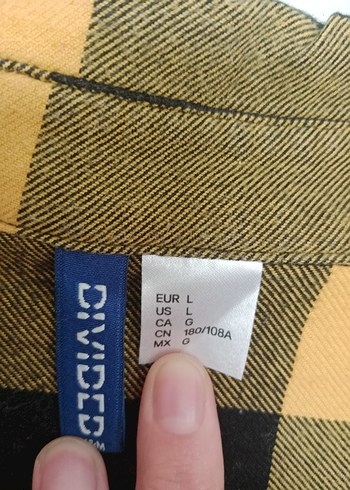 DIVIDED
EUR L
US L
CA G
CN 180/108A
MX G